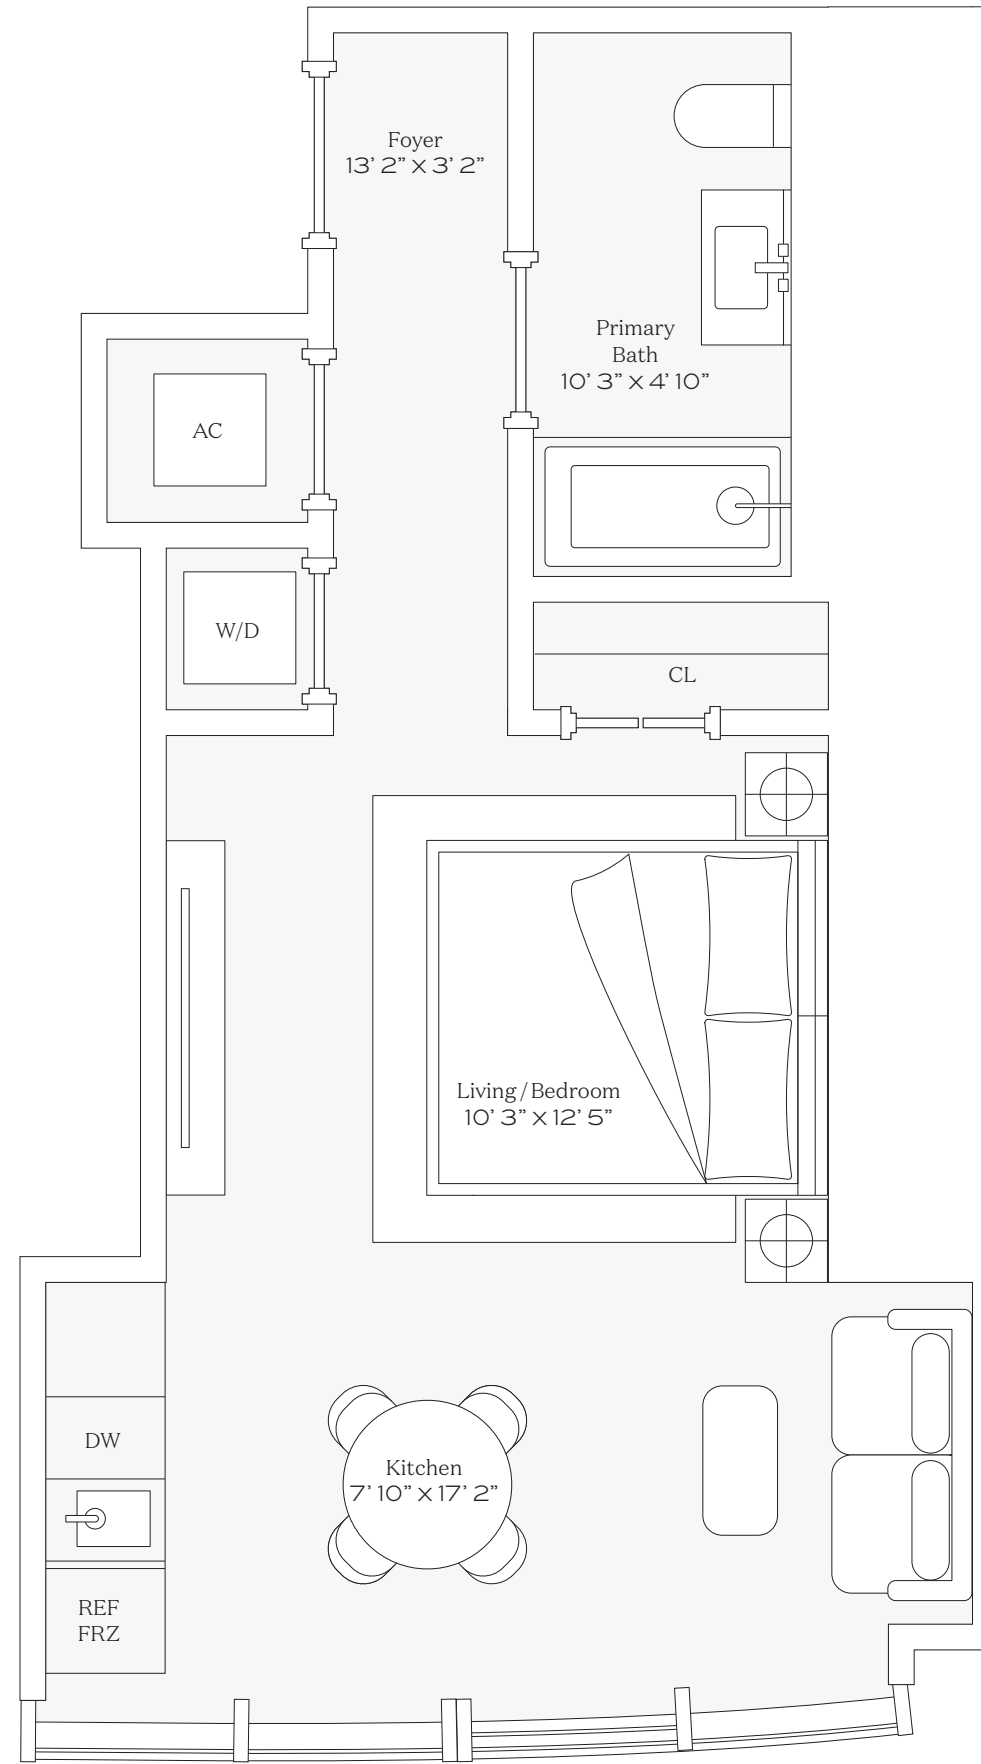 Foyer
13’ 2” X 3’ 2”
Primary
Bath
10’ 3” X 4’ 10”
AC
W/D
CL
Living/Bedroom
10’ 3” X 12’ 5”
DW
Kitchen
7’ 10” X 17’ 2”
REF
FRZ